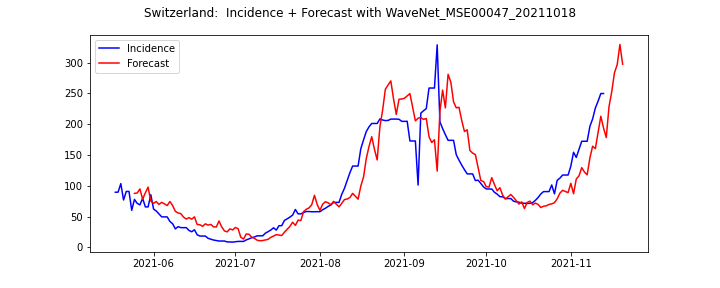 Switzerland:  Incidence + Forecast with WaveNet_MSE00047_20211018
Incidence
Forecast
300
250
200
150
100
50
0
2021-06 2021-07 2021-08 2021-09 2021-10 2021-11